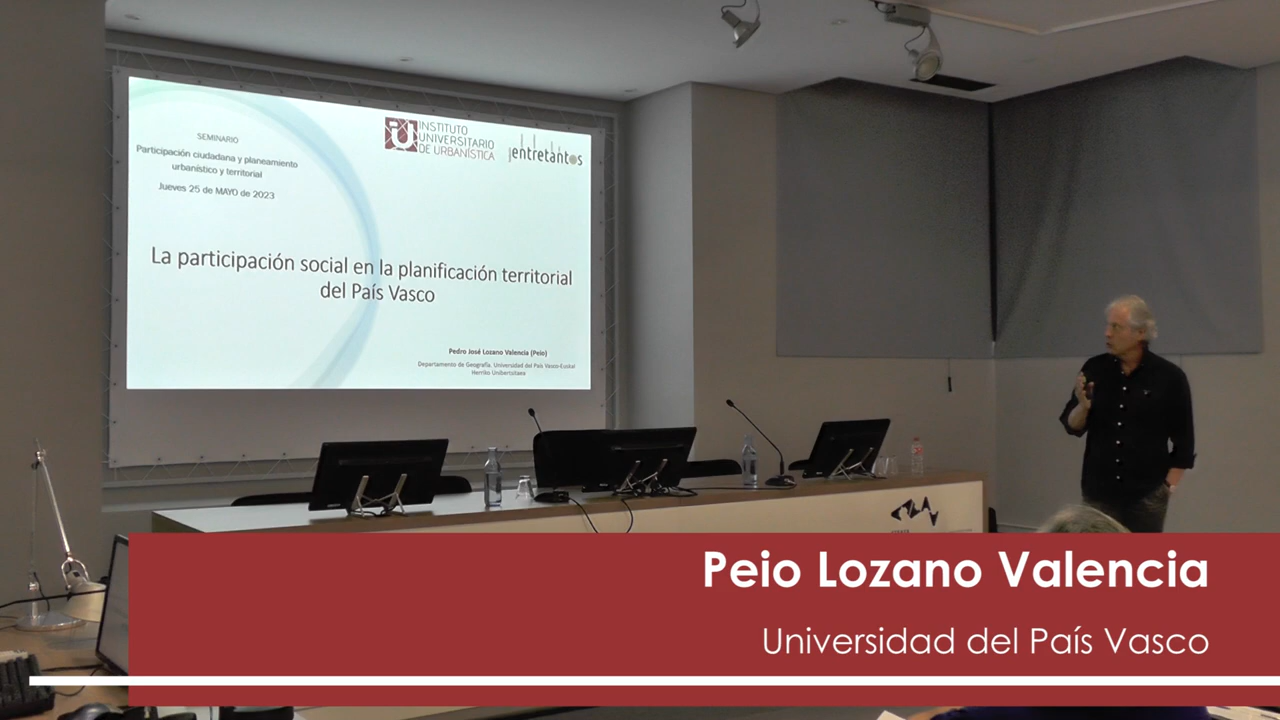 SEMINARIO
Participación ciudadana y planeamiento
urbanístico y territorial
Jueves 25 de MAYO de 2023
INSTITUTO
UNIVERSITARIO
DE URBANÍSTICA
entretantos
La participación social en la planificación territorial
del País Vasco
Pedro José Lozano Valencia (Peio)
Departamento de Geografía. Universidad del País Vasco-Euskal
Herriko Unibertsitaea
Peio Lozano Valencia
Universidad del País Vasco